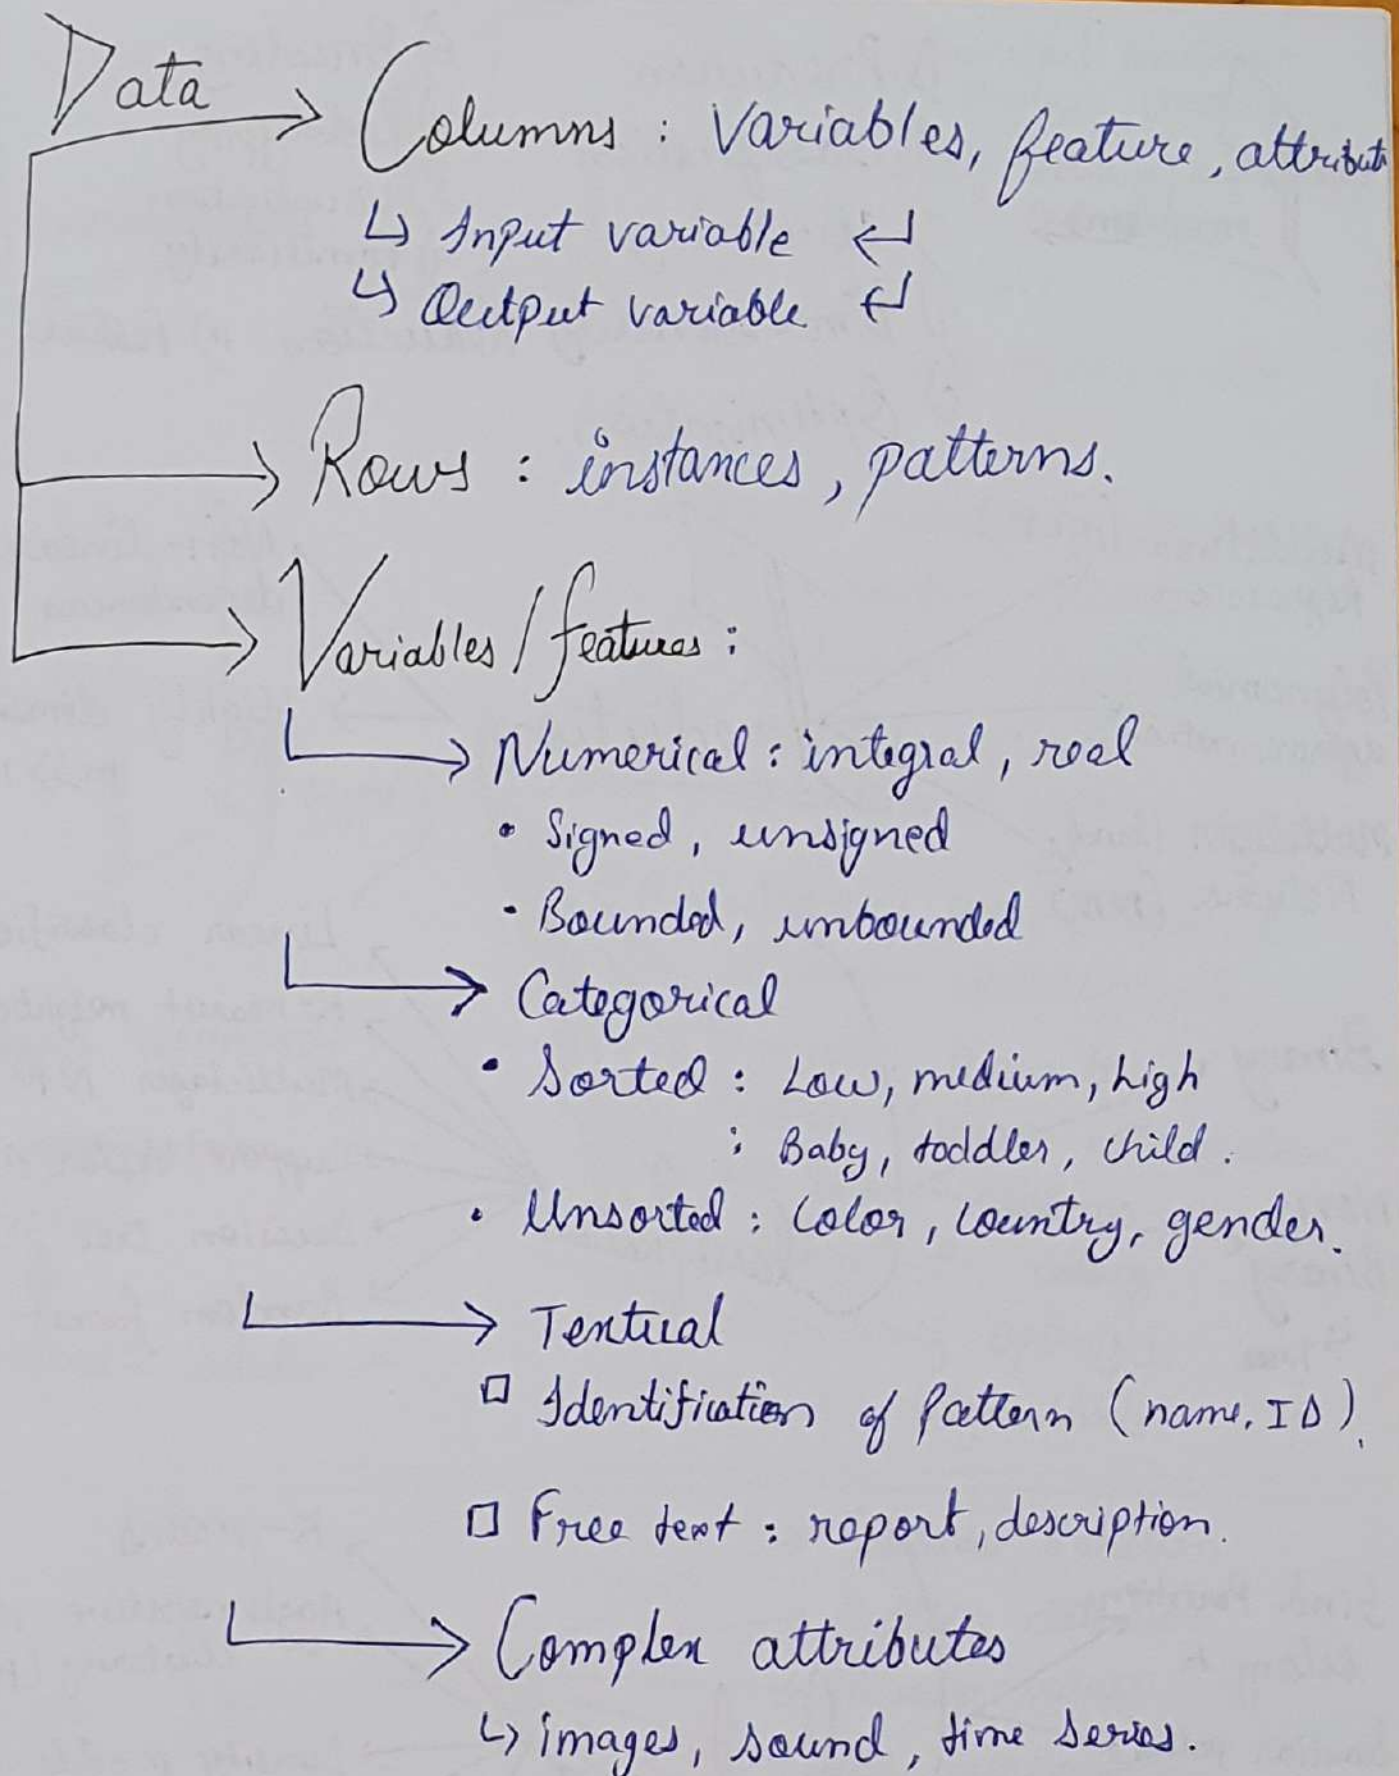 Data
Columns : Variables, feature, attribut
↳ Input variable ↵
↳ Output variable ↵
Rows : instances, patterns.
Variables / features :
Numerical : integral, real
• Signed, unsigned
• Bounded, unbounded
Categorical
• Sorted : Low, medium, high
: Baby, toddler, child.
• Unsorted : Color, Country, gender.
Textual
□ Identification of Pattern (name, ID).
□ Free text : report, description.
Complex attributes
↳ images, sound, time series.